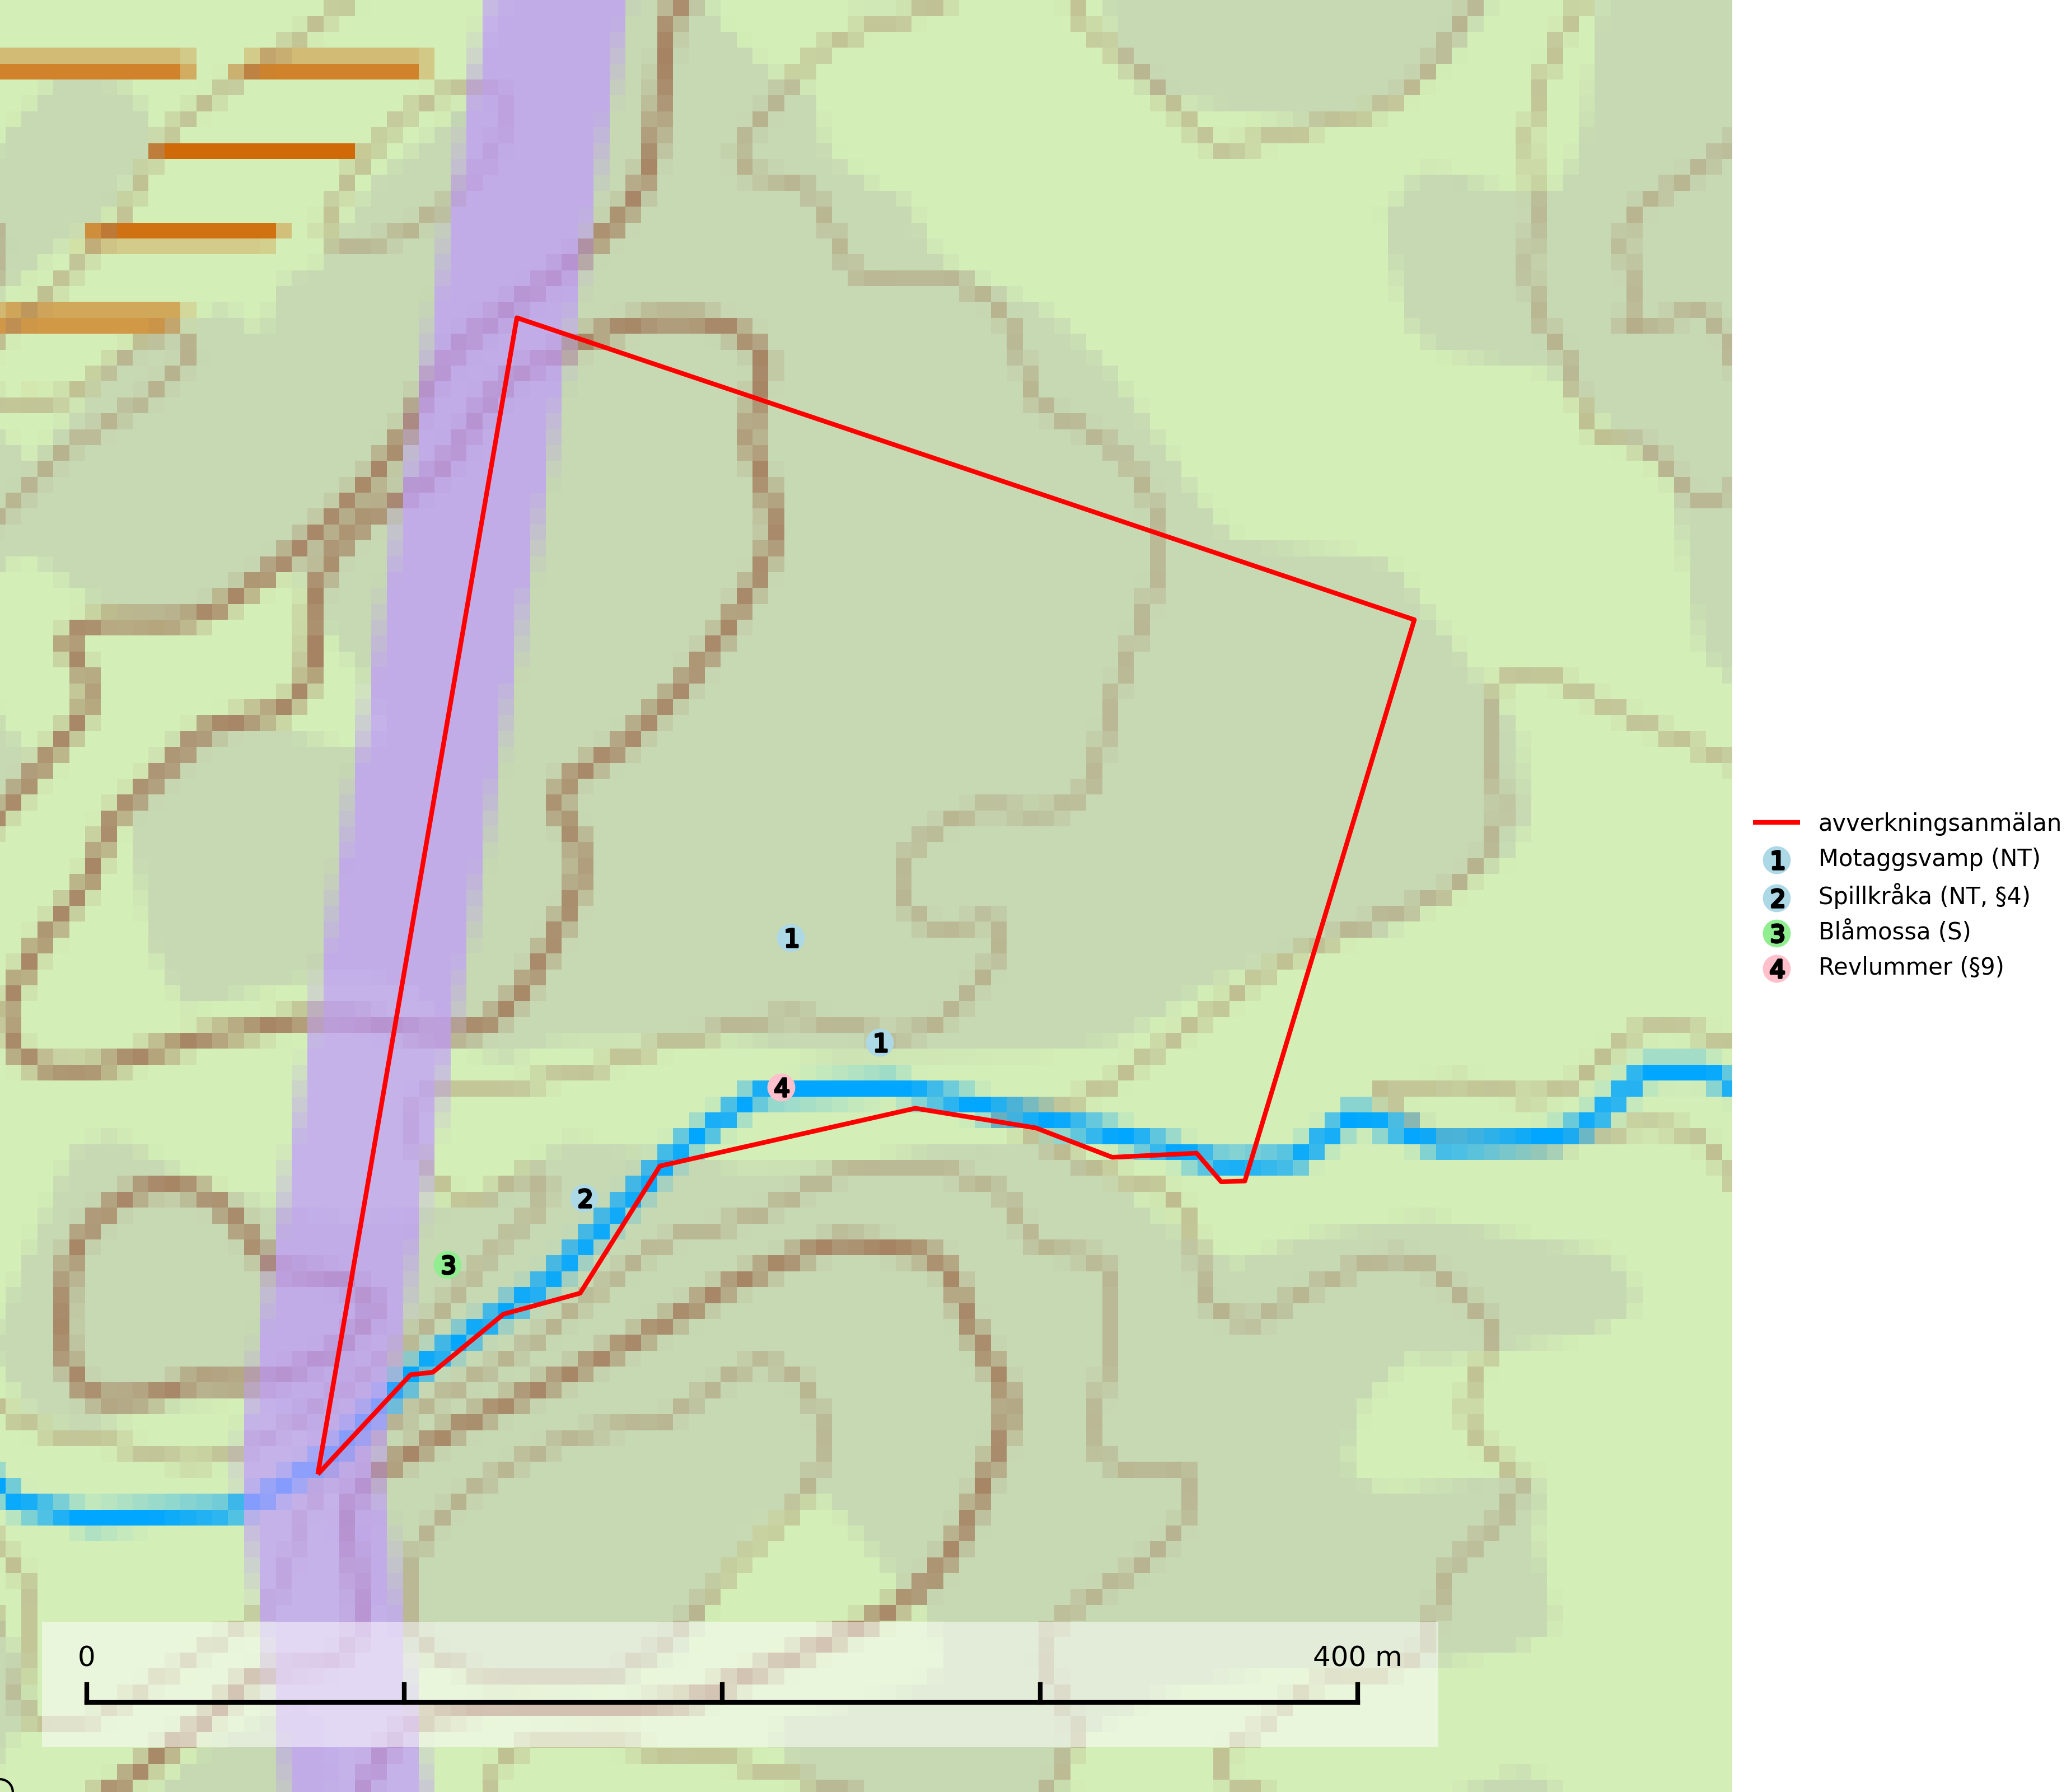 1
1
4
2
3
0 400 m
avverkningsanmälan
1 Motaggsvamp (NT)
2 Spillkråka (NT, §4)
3 Blåmossa (S)
4 Revlummer (§9)